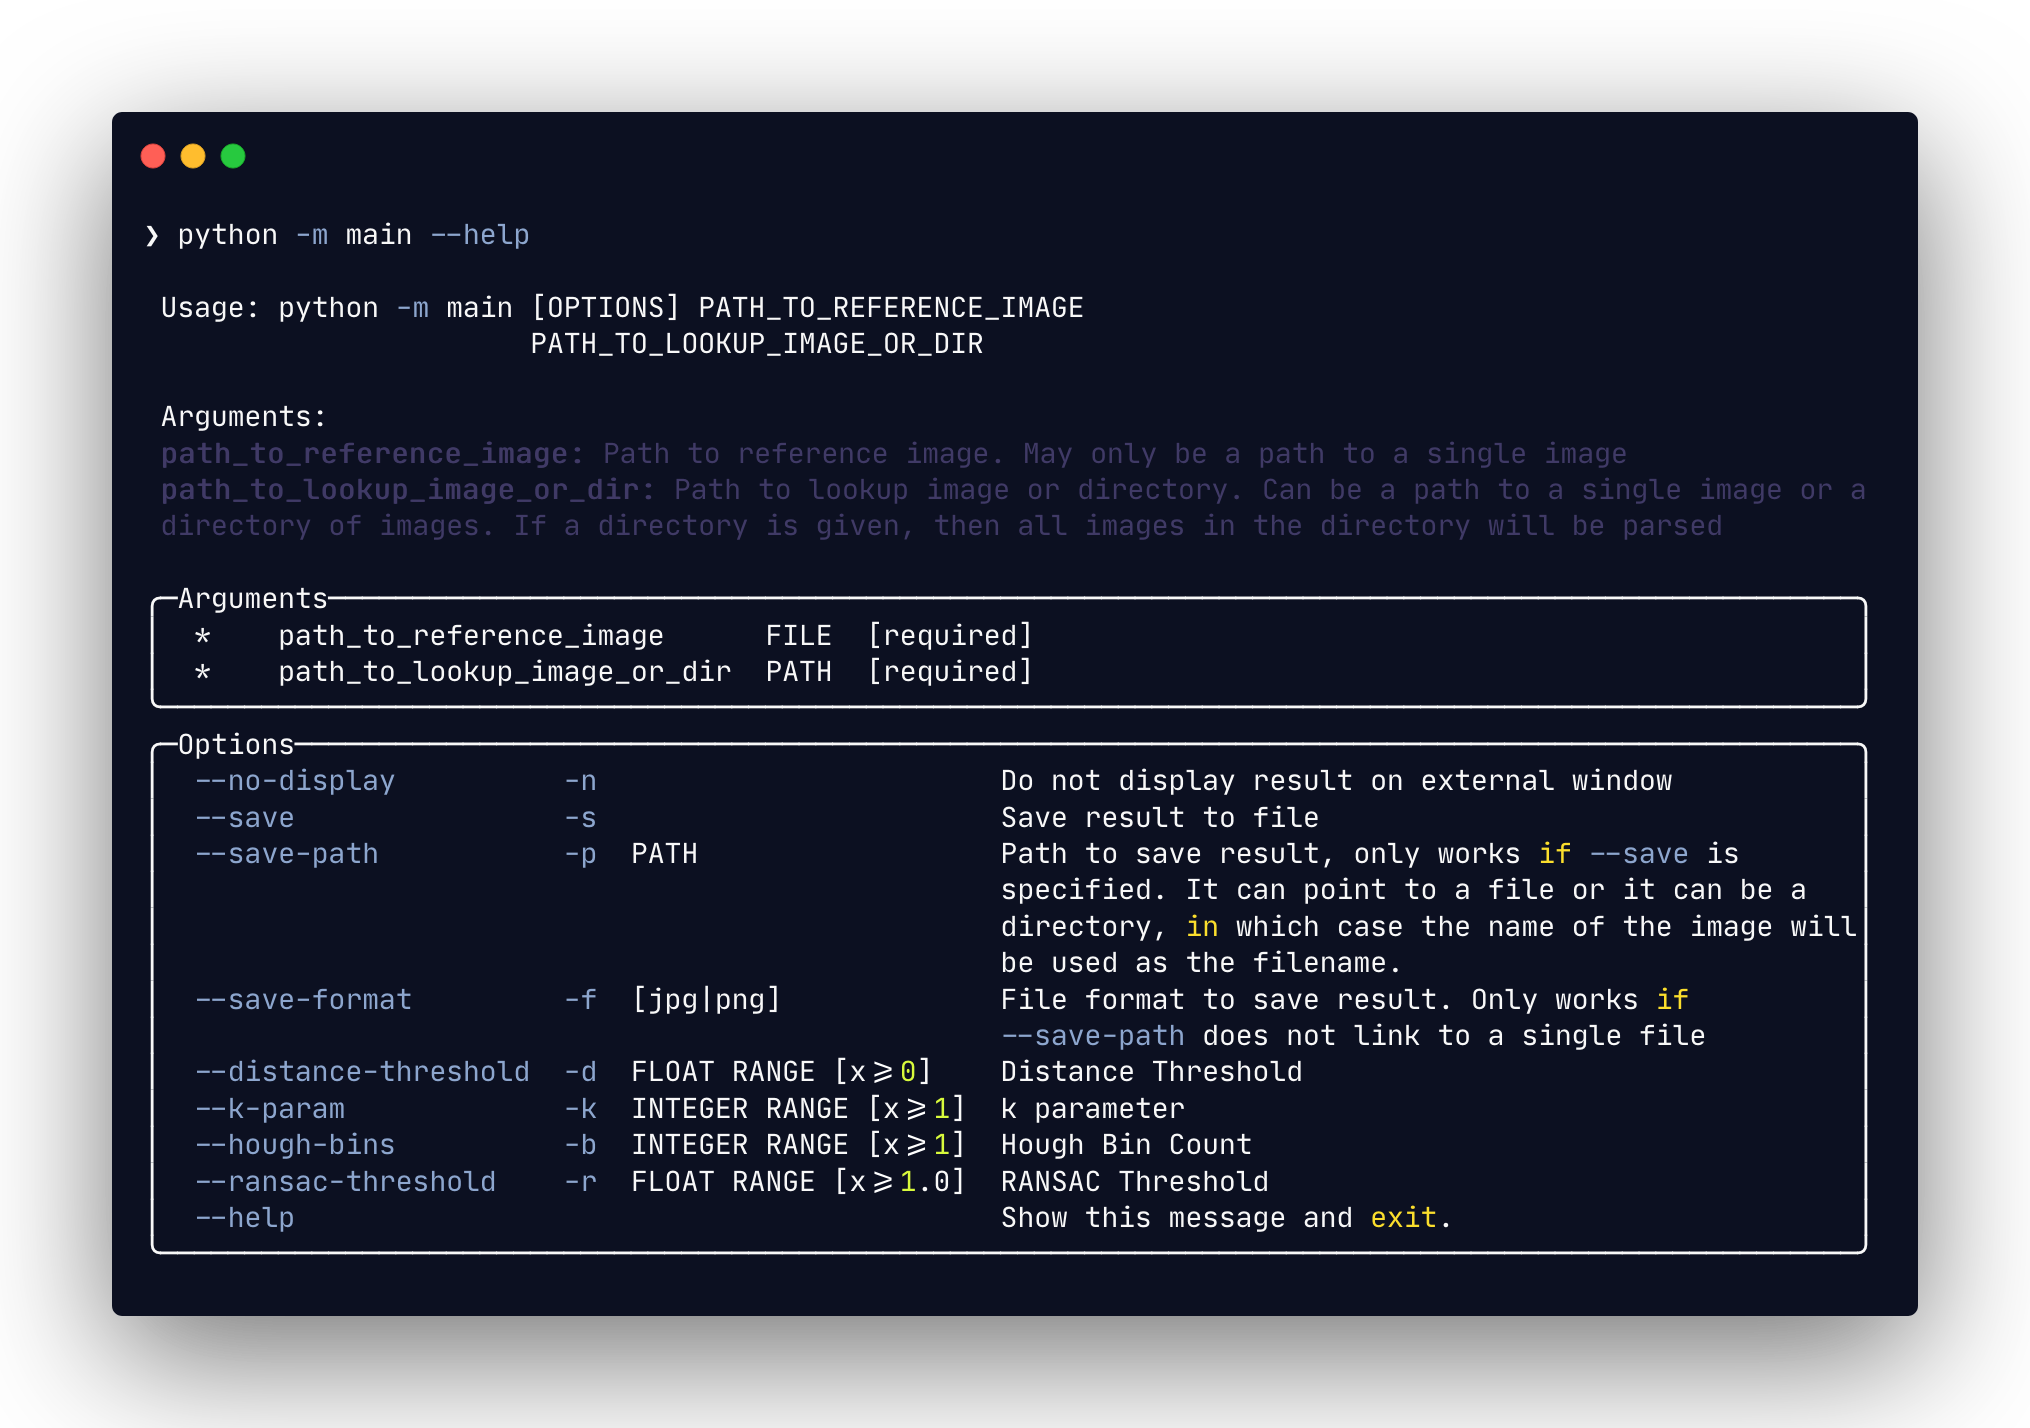 ❯ python -m main --help
Usage: python -m main [OPTIONS] PATH_TO_REFERENCE_IMAGE
PATH_TO_LOOKUP_IMAGE_OR_DIR
Arguments:
path_to_reference_image: Path to reference image. May only be a path to a single image
path_to_lookup_image_or_dir: Path to lookup image or directory. Can be a path to a single image or a
directory of images. If a directory is given, then all images in the directory will be parsed
Arguments
* path_to_reference_image FILE [required]
* path_to_lookup_image_or_dir PATH [required]
Options
--no-display -n Do not display result on external window
--save -s Save result to file
--save-path -p PATH Path to save result, only works if --save is
specified. It can point to a file or it can be a
directory, in which case the name of the image will
be used as the filename.
--save-format -f [jpg|png] File format to save result. Only works if
--save-path does not link to a single file
--distance-threshold -d FLOAT RANGE [x>=0] Distance Threshold
--k-param -k INTEGER RANGE [x>=1] k parameter
--hough-bins -b INTEGER RANGE [x>=1] Hough Bin Count
--ransac-threshold -r FLOAT RANGE [x>=1.0] RANSAC Threshold
--help Show this message and exit.